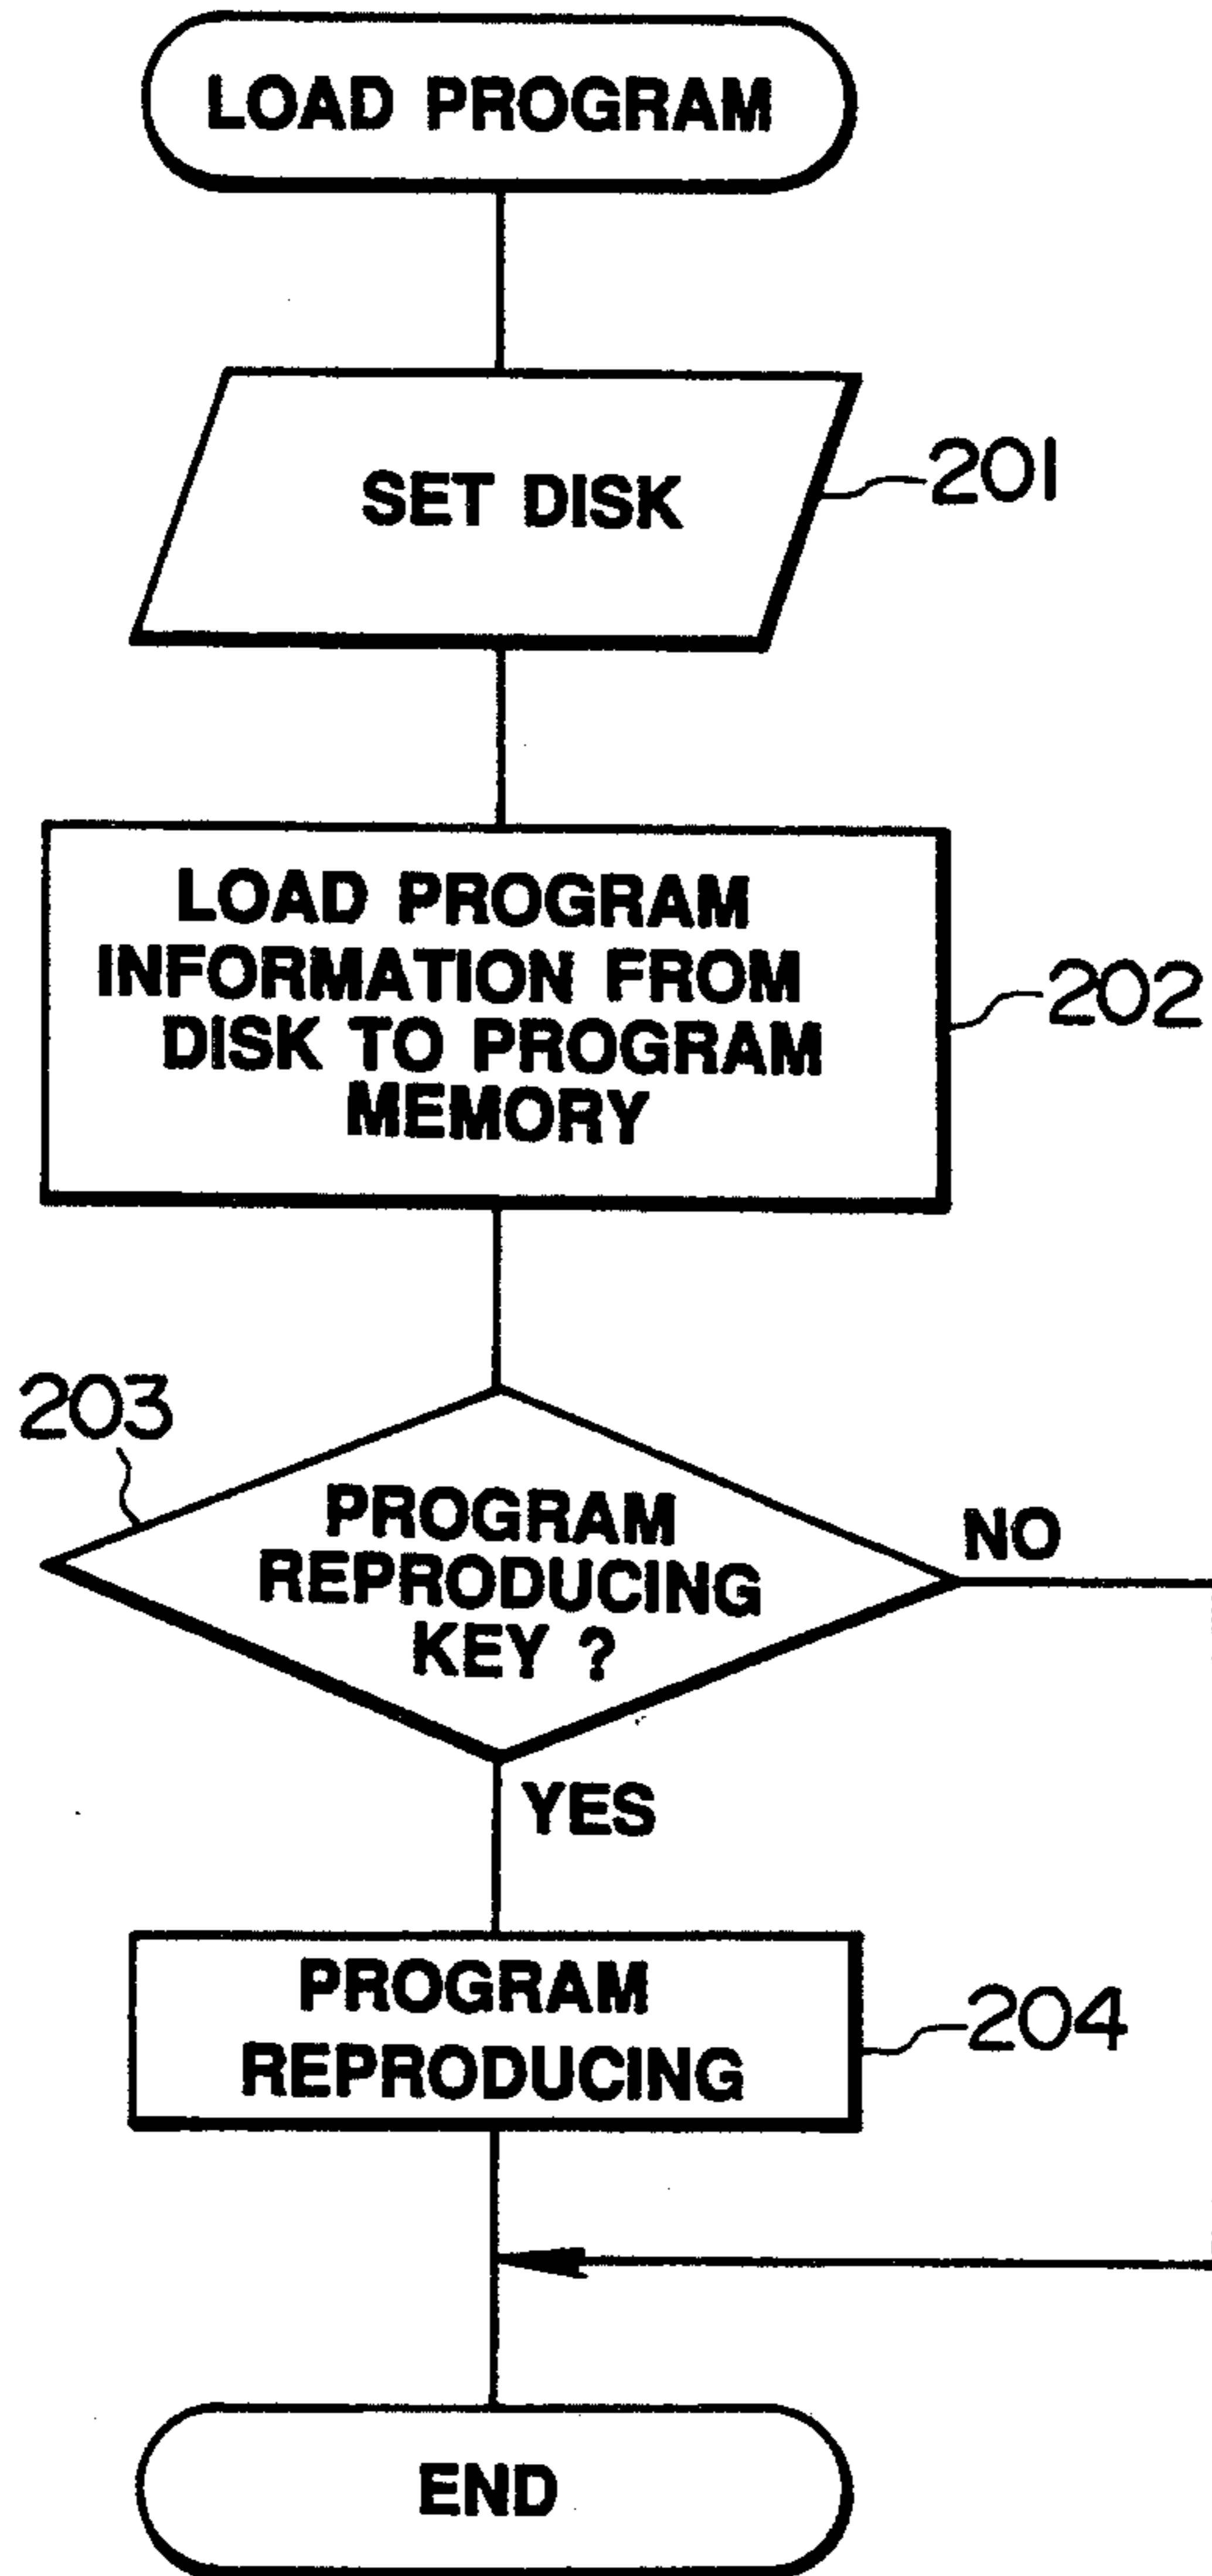 LOAD PROGRAM
SET DISK
201
LOAD PROGRAM
INFORMATION FROM
DISK TO PROGRAM
MEMORY
202
203
PROGRAM
REPRODUCING
KEY ?
NO
YES
PROGRAM
REPRODUCING
204
END